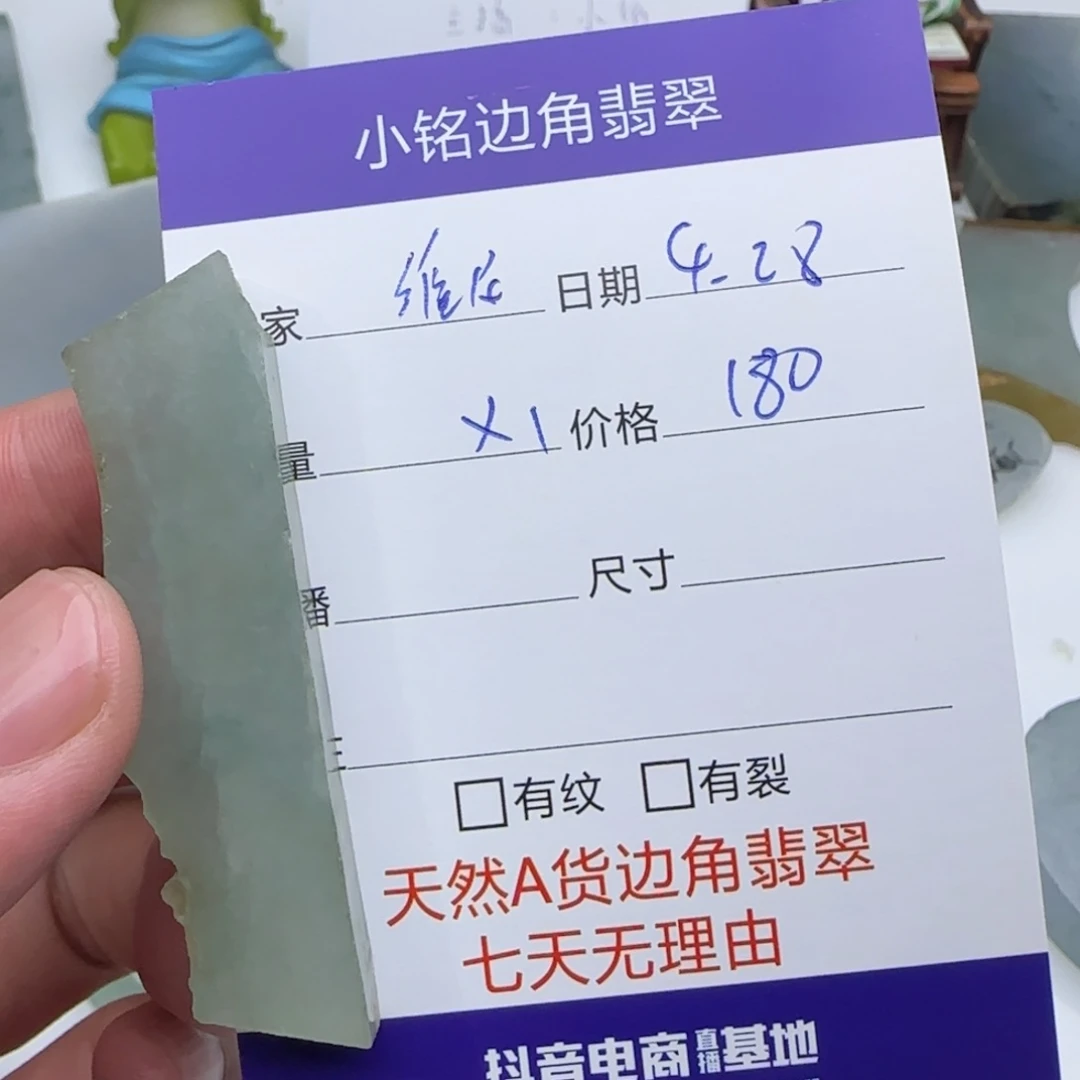 小铭边角翡翠
家 日期 4.28
量 X1 价格 180
播 尺寸
□有纹 □有裂
天然A货边角翡翠
七天无理由
抖音电商直播基地